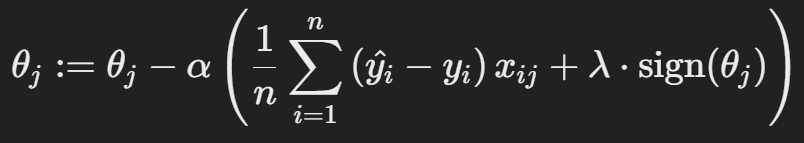 θ_j := θ_j − α ( 1/n ∑_{i=1}^{n} (ŷ_i − y_i) x_{ij} + λ · sign(θ_j) )